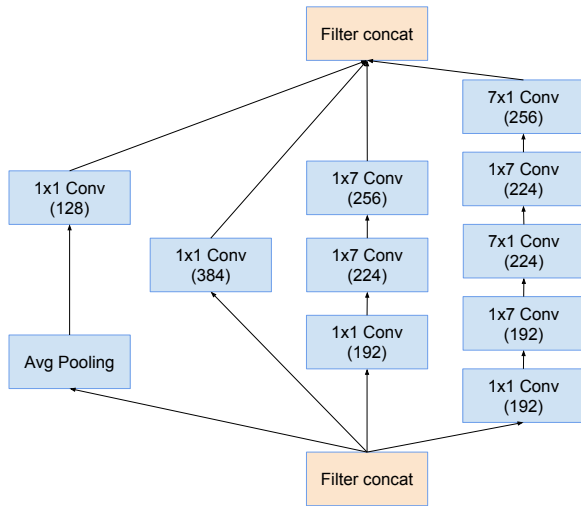 Filter concat
7x1 Conv
(256)
1x7 Conv
(224)
7x1 Conv
(224)
1x7 Conv
(192)
1x1 Conv
(192)
1x7 Conv
(256)
1x7 Conv
(224)
1x1 Conv
(192)
1x1 Conv
(384)
1x1 Conv
(128)
Avg Pooling
Filter concat